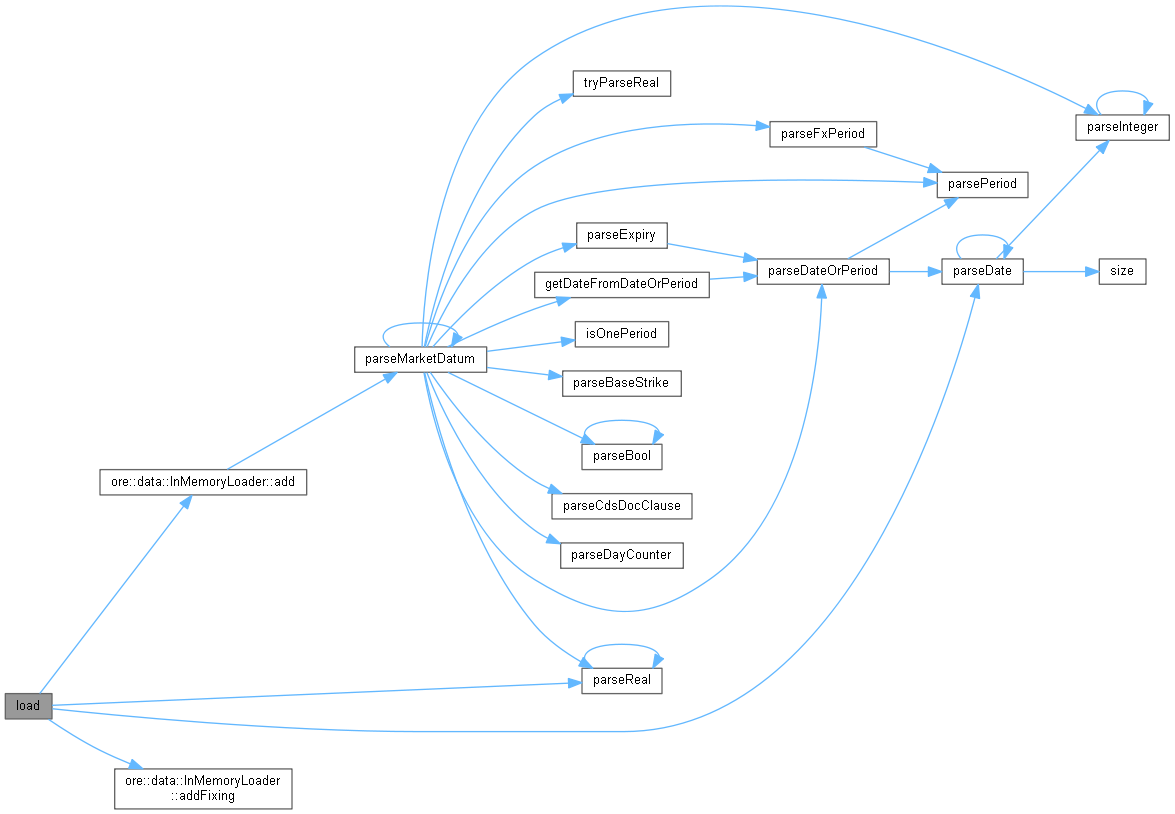 tryParseReal
parseInteger
parseFxPeriod
parsePeriod
parseExpiry
parseDateOrPeriod
parseDate
size
getDateFromDateOrPeriod
isOnePeriod
parseMarketDatum
parseBaseStrike
parseBool
ore::data::InMemoryLoader::add
parseCdsDocClause
parseDayCounter
parseReal
load
ore::data::InMemoryLoader
::addFixing